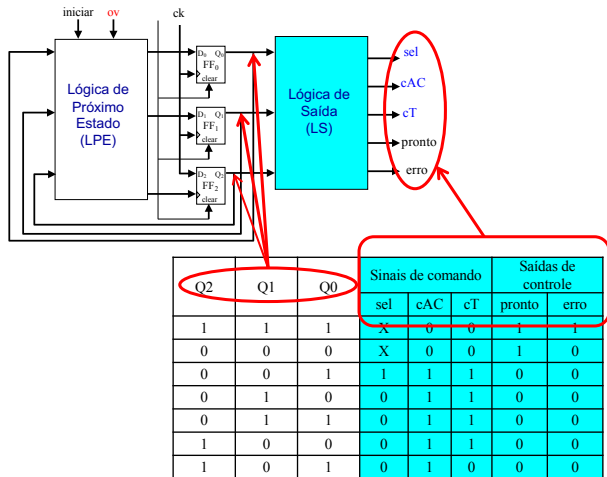 iniciar ov ck
Lógica de
Próximo
Estado
(LPE)
D0 Q0
FF0
clear
D1 Q1
FF1
clear
D2 Q2
FF2
clear
Lógica de
Saída
(LS)
sel
cAC
cT
pronto
erro
Q2 Q1 Q0 Sinais de comando Saídas de controle
sel cAC cT pronto erro
1 1 1 X 0 0 1 1
0 0 0 X 0 0 1 0
0 0 1 1 1 1 0 0
0 1 0 0 1 1 0 0
0 1 1 0 1 1 0 0
1 0 0 0 1 1 0 0
1 0 1 0 1 0 0 0